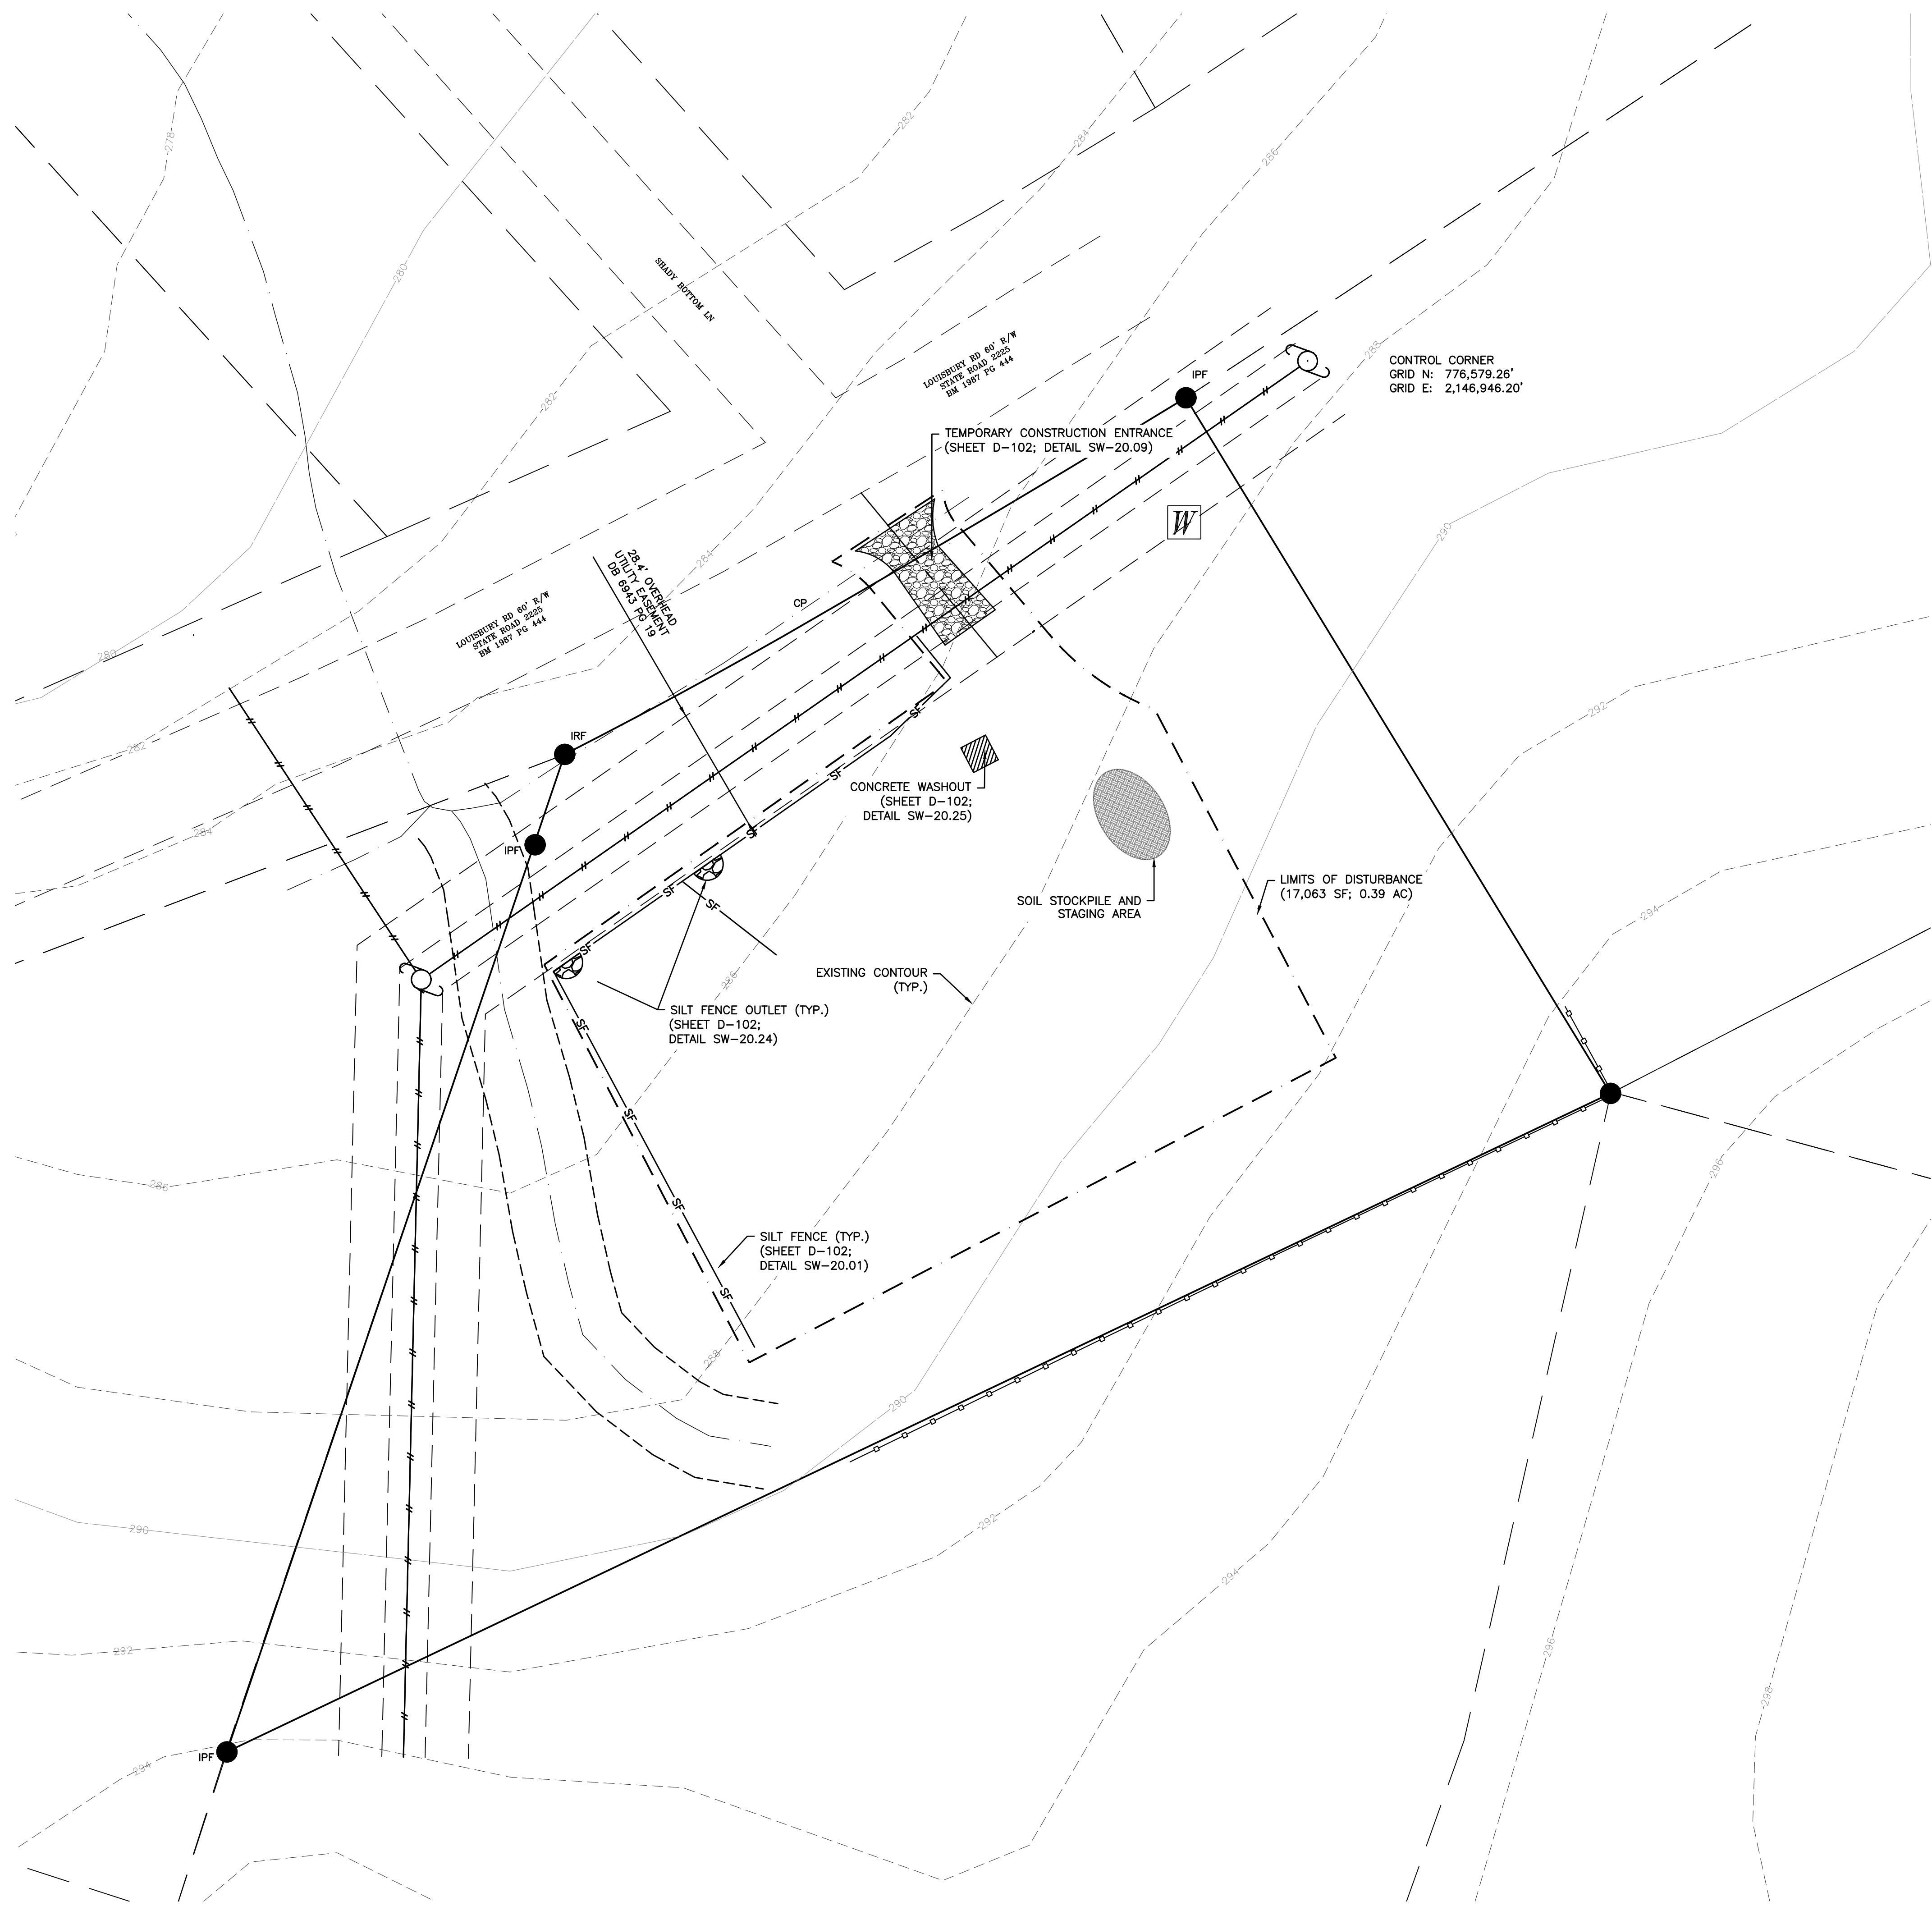 -278-
-282-
-284-
-286-
-280-
SHADY BOTTOM LN
LOUISBURY RD 60' R/W
STATE ROAD 2225
BM 1987 PG 444
-288-
CONTROL CORNER
GRID N: 776,579.26'
GRID E: 2,146,946.20'
IPF
-282-
TEMPORARY CONSTRUCTION ENTRANCE
(SHEET D-102; DETAIL SW-20.09)
W
-290-
-284-
28.4' OVERHEAD
UTILITY EASEMENT
DB 6943 PG 19
CP
LOUISBURY RD 60' R/W
STATE ROAD 2225
BM 1987 PG 444
-280-
-292-
IRF
-282-
SF
SF
CONCRETE WASHOUT
(SHEET D-102;
DETAIL SW-20.25)
-284-
SF
IPF
SF
SF
LIMITS OF DISTURBANCE
(17,063 SF; 0.39 AC)
SOIL STOCKPILE AND
STAGING AREA
-294-
SF
EXISTING CONTOUR
(TYP.)
-286-
SILT FENCE OUTLET (TYP.)
(SHEET D-102;
DETAIL SW-20.24)
SF
SF
-296-
-286-
SF
SILT FENCE (TYP.)
(SHEET D-102;
DETAIL SW-20.01)
SF
-288-
-290-
-292-
-290-
-294-
-292-
-296-
-298-
IPF
-294-